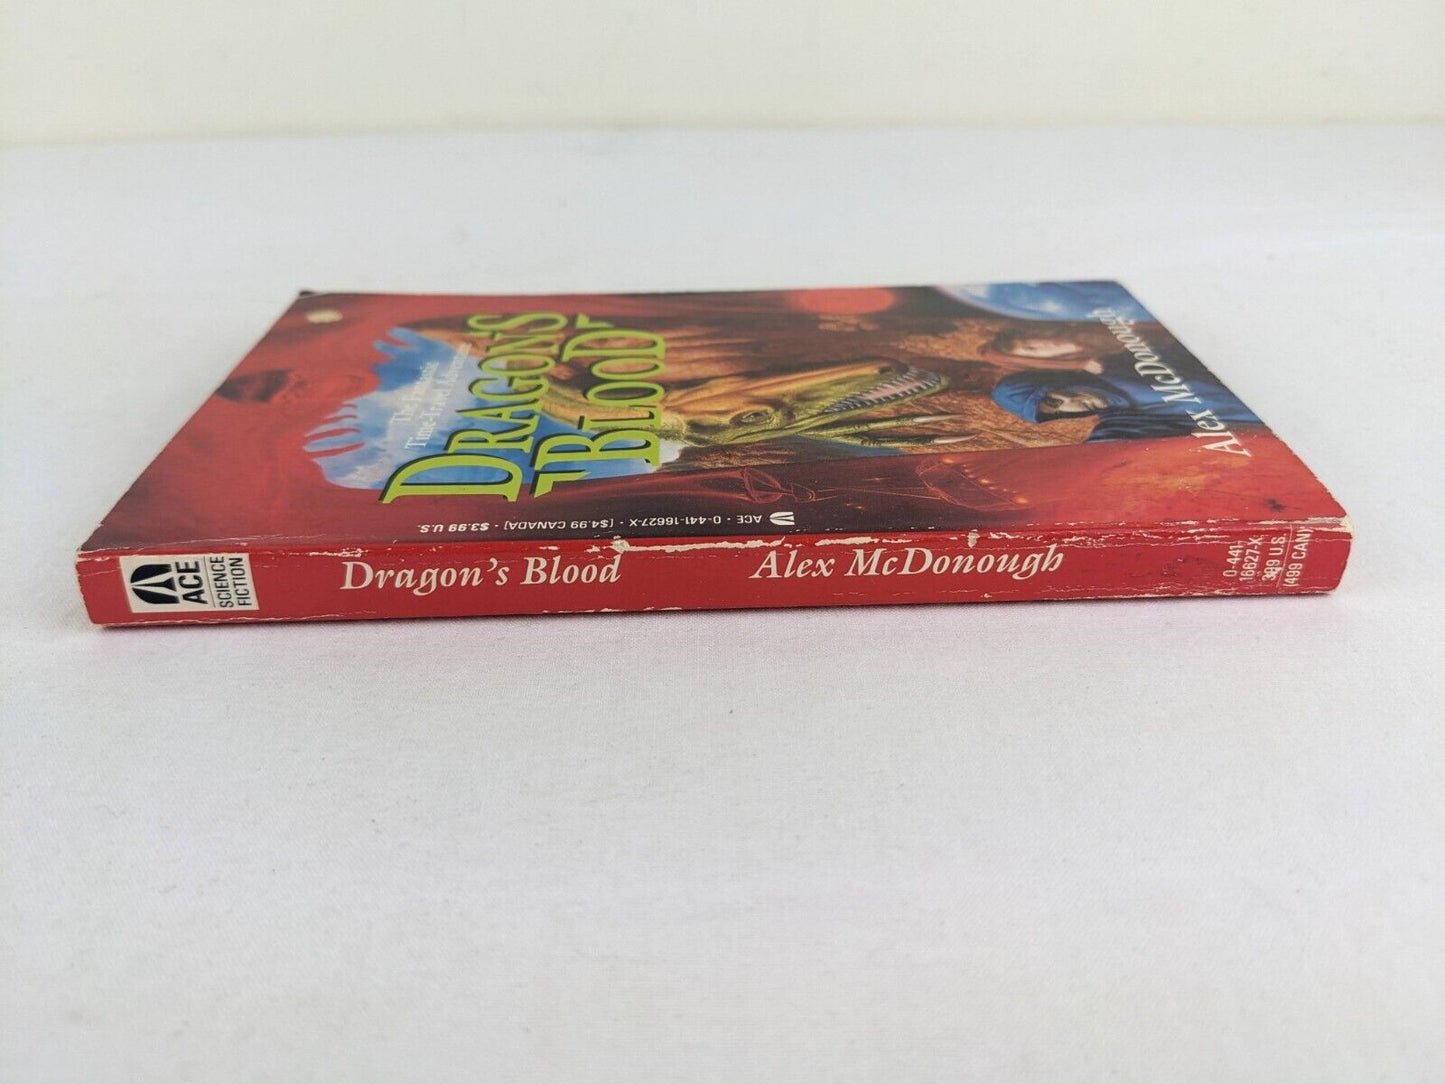 The Fantastic
Time-Travel Adventure
DRAGON'S
BLOOD
Alex McDonough
ACE • 0-441-16627-X • [$4.99 CANADA] • $3.99 U.S.
ACE
SCIENCE
FICTION
Dragon's Blood Alex McDonough
0-441-
16627-X
399 U.S.
(499 CAN)